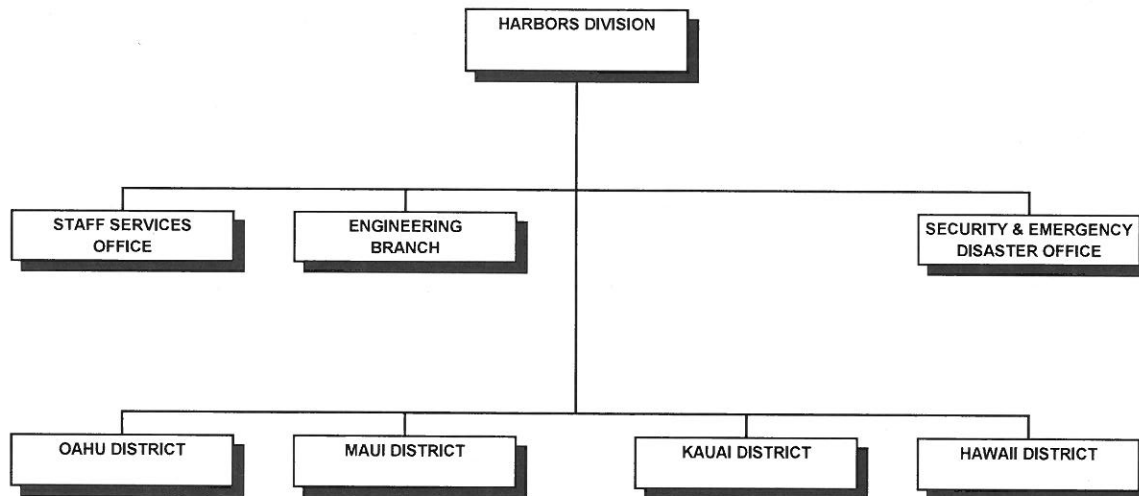 HARBORS DIVISION
STAFF SERVICES
OFFICE
ENGINEERING
BRANCH
SECURITY & EMERGENCY
DISASTER OFFICE
OAHU DISTRICT
MAUI DISTRICT
KAUAI DISTRICT
HAWAII DISTRICT